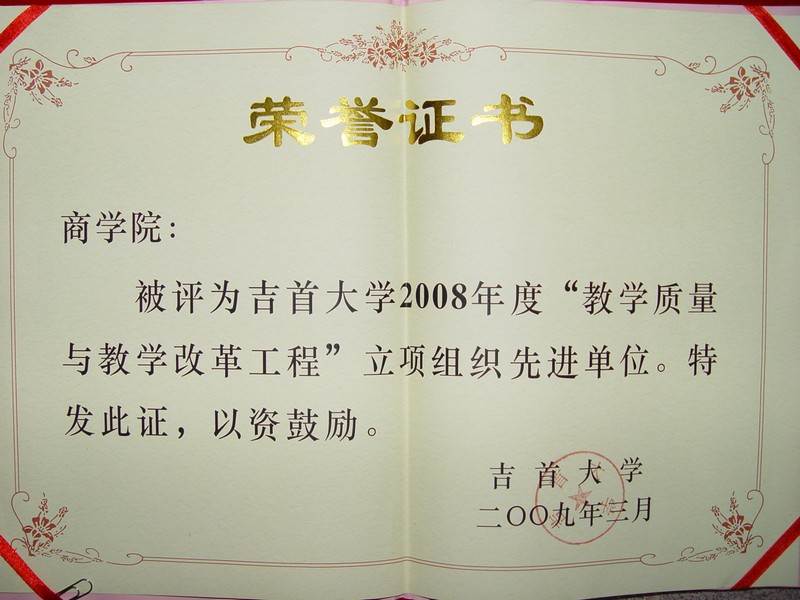 荣誉证书
商学院：
被评为吉首大学2008年度“教学质量
与教学改革工程”立项组织先进单位。特
发此证，以资鼓励。
吉首大学
二〇〇九年三月